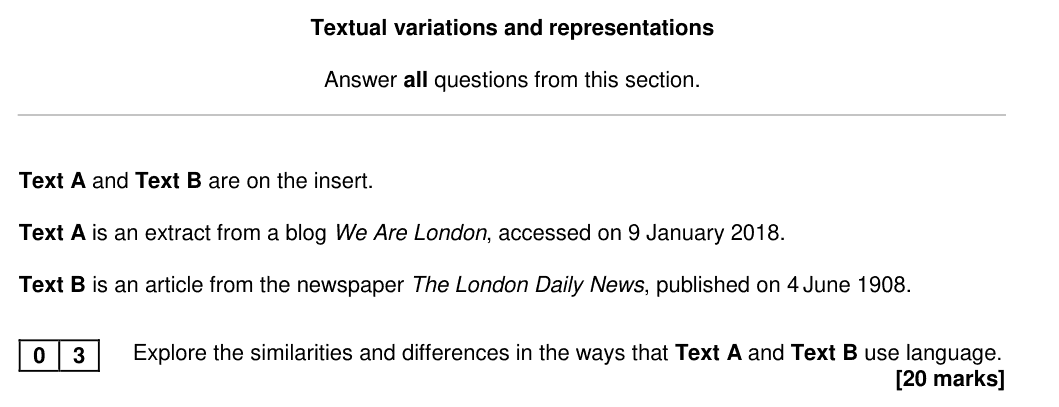 Textual variations and representations
Answer all questions from this section.
Text A and Text B are on the insert.
Text A is an extract from a blog We Are London, accessed on 9 January 2018.
Text B is an article from the newspaper The London Daily News, published on 4 June 1908.
0 3 Explore the similarities and differences in the ways that Text A and Text B use language.
[20 marks]